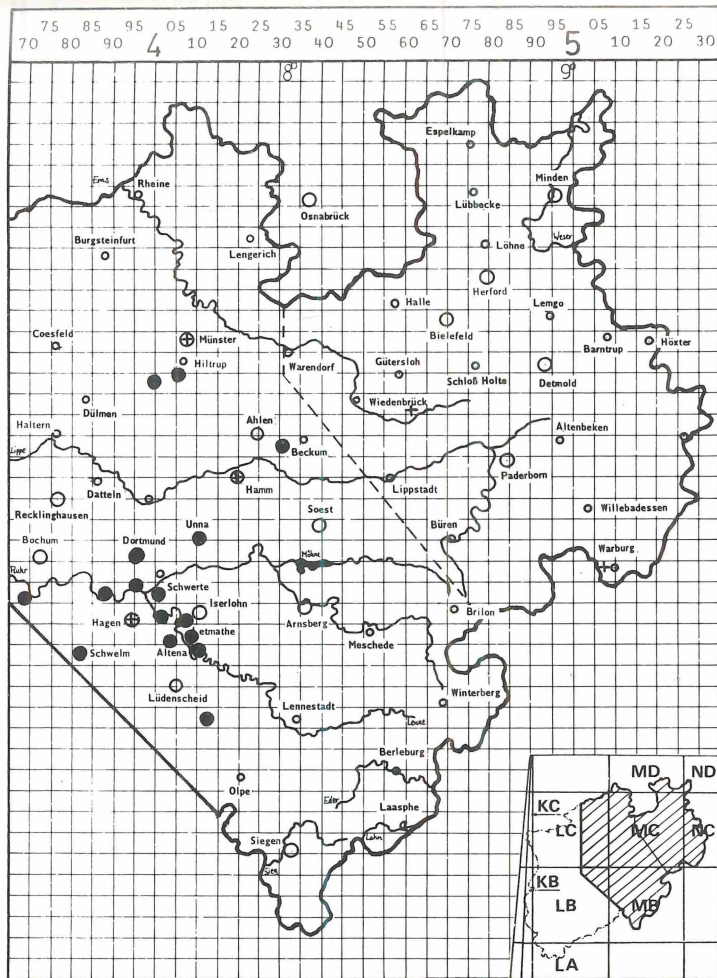 75 85 4 95 05 15 25 35 45 55 65 75 85 5 95 05 15 25
70 80 90 00 10 20 30 40 50 60 70 80 90 00 10 20 30
8° 9°
Espelkamp
Ems
Rheine
Minden
Lübbecke
Osnabrück
Burgsteinfurt
Lengerich
Löhne
Weser
Herford
Halle
Lemgo
Coesfeld
Münster
Bielefeld
Barntrup
Höxter
Hiltrup
Warendorf
Gütersloh
Schloß Holte
Detmold
Dülmen
Wiedenbrück
Haltern
Ahlen
Altenbeken
Beckum
Lippe
Paderborn
Datteln
Hamm
Lippstadt
Recklinghausen
Soest
Willebadessen
Unna
Büren
Bochum
Dortmund
Möhne
Warburg
Ruhr
Schwerte
Iserlohn
Brilon
Hagen
Arnsberg
etmathe
Meschede
Schwelm
Altena
Lüdenscheid
Winterberg
Lennestadt
Lenne
Berleburg
Olpe
Eder
Laasphe
Siegen
Lahn
Sieg
MD ND
KC
LC MC NC
KB
LB MB
LA